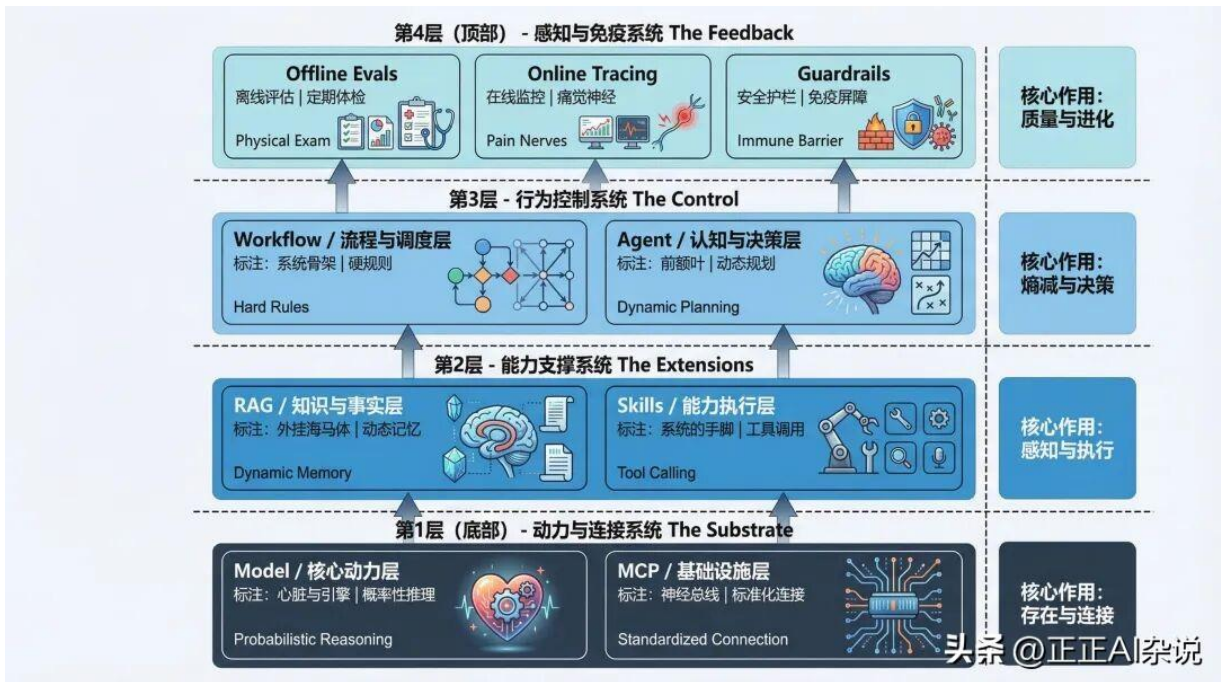 第4层（顶部） - 感知与免疫系统 The Feedback
Offline Evals
离线评估 | 定期体检
Physical Exam
Online Tracing
在线监控 | 痛觉神经
Pain Nerves
Guardrails
安全护栏 | 免疫屏障
Immune Barrier
核心作用：
质量与进化
第3层 - 行为控制系统 The Control
Workflow / 流程与调度层
标注：系统骨架 | 硬规则
Hard Rules
Agent / 认知与决策层
标注：前额叶 | 动态规划
Dynamic Planning
核心作用：
熵减与决策
第2层 - 能力支撑系统 The Extensions
RAG / 知识与事实层
标注：外挂海马体 | 动态记忆
Dynamic Memory
Skills / 能力执行层
标注：系统的手脚 | 工具调用
Tool Calling
核心作用：
感知与执行
第1层（底部） - 动力与连接系统 The Substrate
Model / 核心动力层
标注：心脏与引擎 | 概率性推理
Probabilistic Reasoning
MCP / 基础设施层
标注：神经总线 | 标准化连接
Standardized Connection
核心作用：
存在与连接
头条 @正正AI杂说